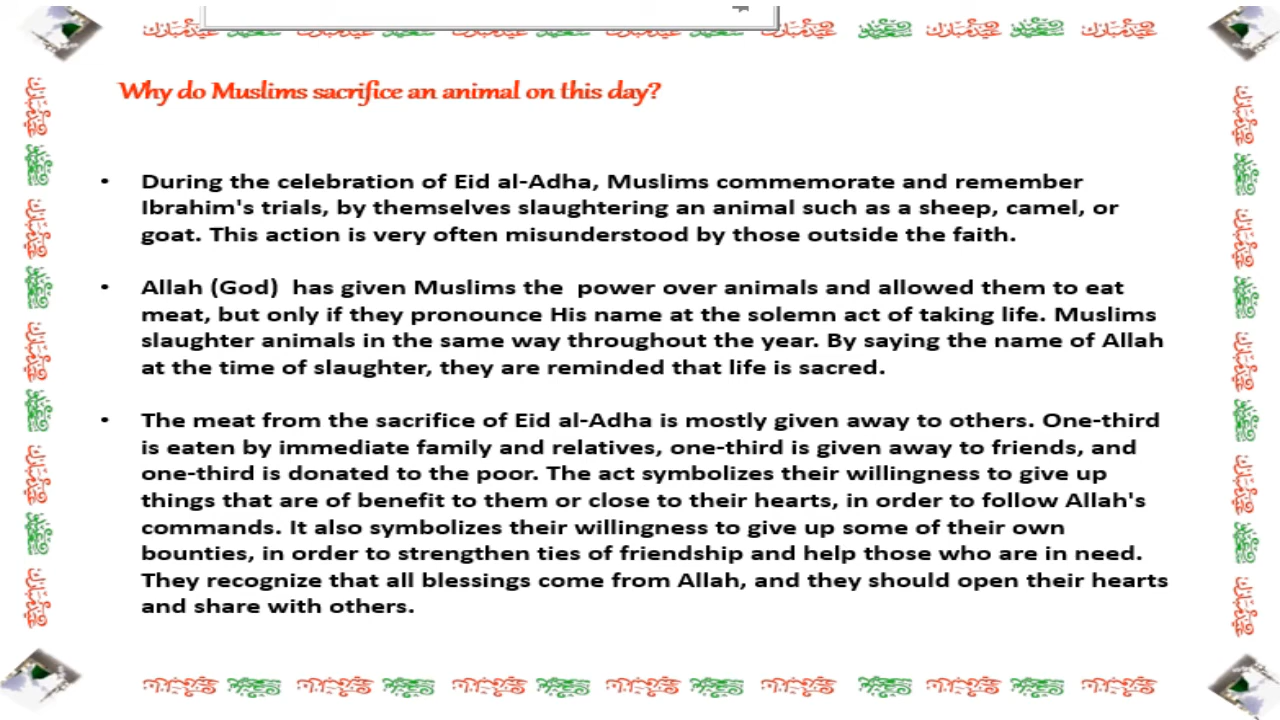 Why do Muslims sacrifice an animal on this day?
• During the celebration of Eid al-Adha, Muslims commemorate and remember
Ibrahim's trials, by themselves slaughtering an animal such as a sheep, camel, or
goat. This action is very often misunderstood by those outside the faith.
• Allah (God)  has given Muslims the  power over animals and allowed them to eat
meat, but only if they pronounce His name at the solemn act of taking life. Muslims
slaughter animals in the same way throughout the year. By saying the name of Allah
at the time of slaughter, they are reminded that life is sacred.
• The meat from the sacrifice of Eid al-Adha is mostly given away to others. One-third
is eaten by immediate family and relatives, one-third is given away to friends, and
one-third is donated to the poor. The act symbolizes their willingness to give up
things that are of benefit to them or close to their hearts, in order to follow Allah's
commands. It also symbolizes their willingness to give up some of their own
bounties, in order to strengthen ties of friendship and help those who are in need.
They recognize that all blessings come from Allah, and they should open their hearts
and share with others.